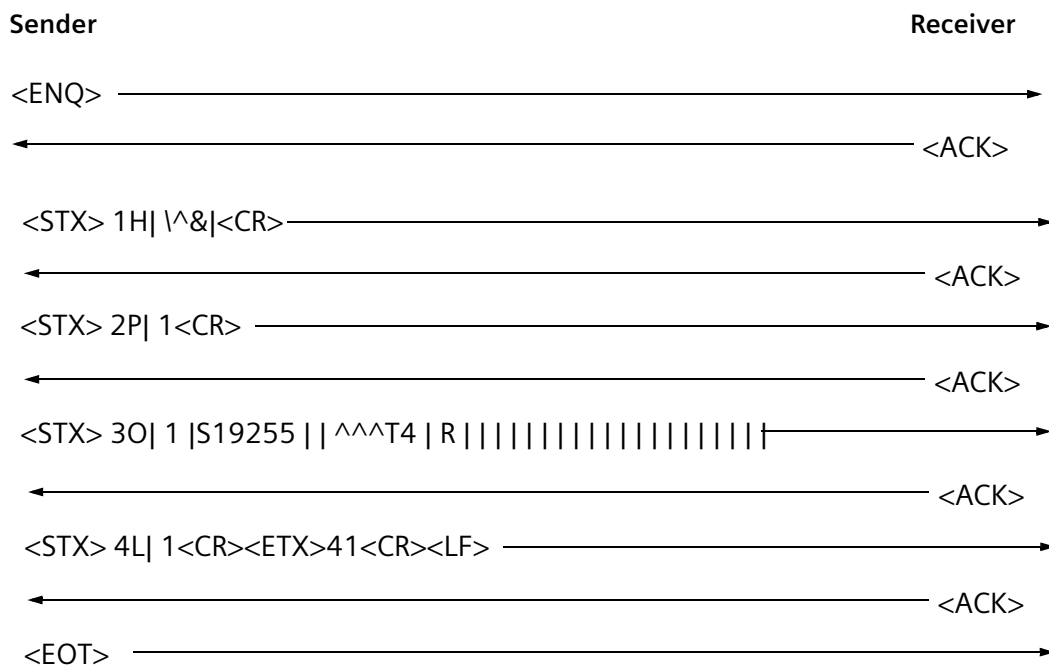 Sender Receiver
<ENQ>
<ACK>
<STX> 1H| \^&|<CR>
<ACK>
<STX> 2P| 1<CR>
<ACK>
<STX> 3O| 1 |S19255 | | ^^^T4 | R | | | | | | | | | | | | | | | | | | | |
<ACK>
<STX> 4L| 1<CR><ETX>41<CR><LF>
<ACK>
<EOT>